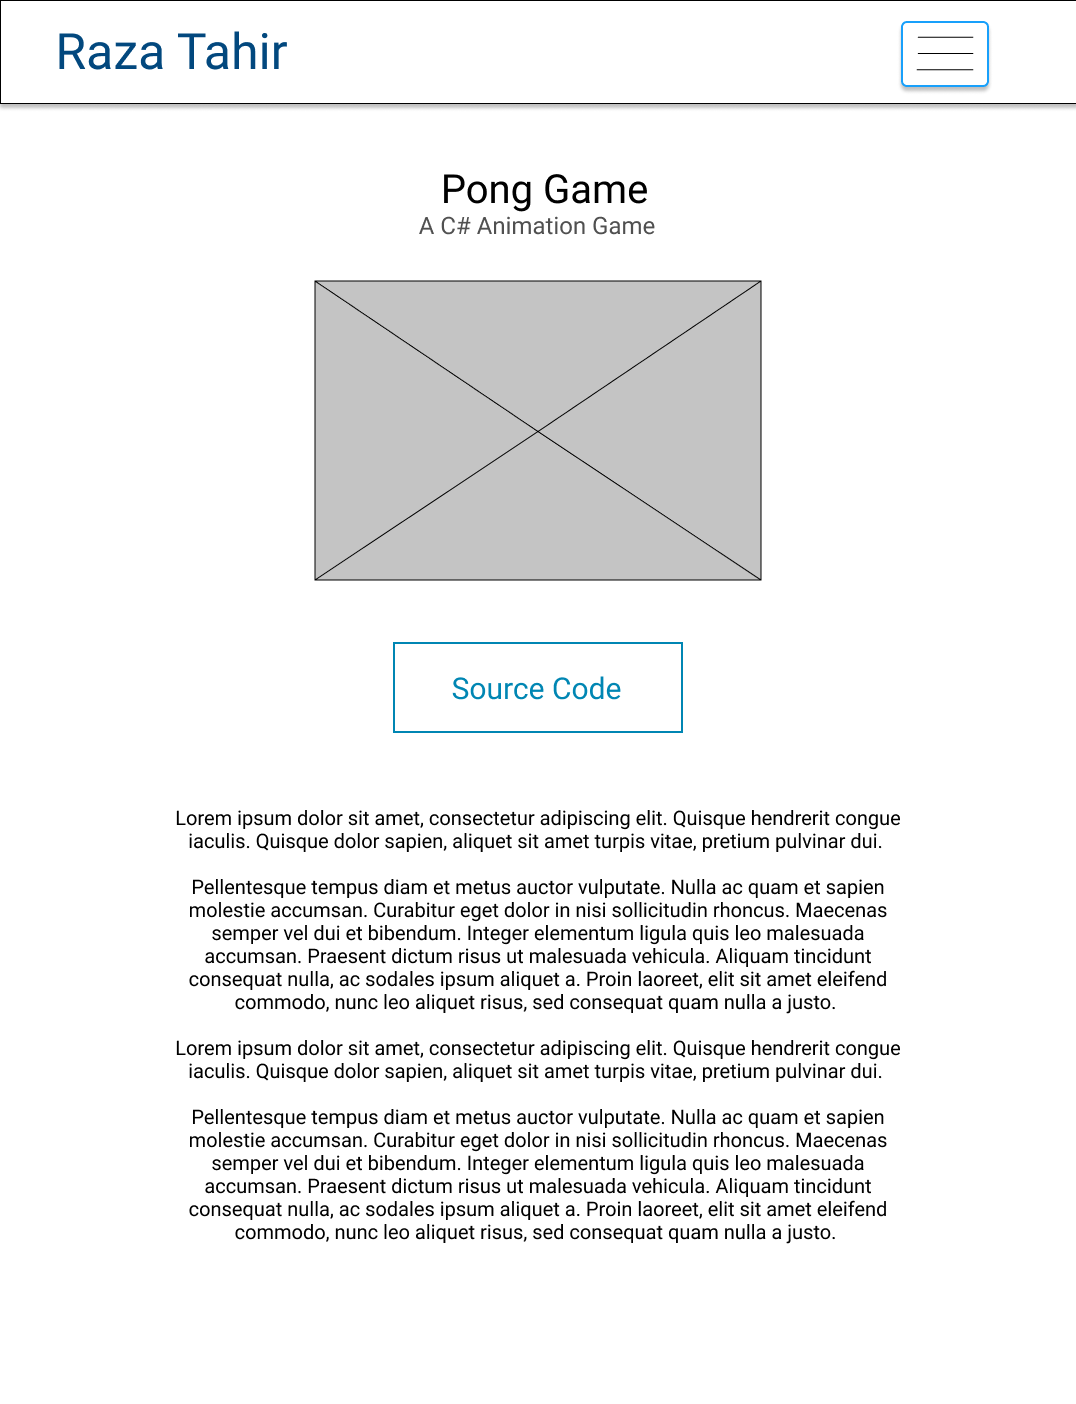 Raza Tahir
Pong Game
A C# Animation Game
Source Code
Lorem ipsum dolor sit amet, consectetur adipiscing elit. Quisque hendrerit congue
iaculis. Quisque dolor sapien, aliquet sit amet turpis vitae, pretium pulvinar dui.
Pellentesque tempus diam et metus auctor vulputate. Nulla ac quam et sapien
molestie accumsan. Curabitur eget dolor in nisi sollicitudin rhoncus. Maecenas
semper vel dui et bibendum. Integer elementum ligula quis leo malesuada
accumsan. Praesent dictum risus ut malesuada vehicula. Aliquam tincidunt
consequat nulla, ac sodales ipsum aliquet a. Proin laoreet, elit sit amet eleifend
commodo, nunc leo aliquet risus, sed consequat quam nulla a justo.
Lorem ipsum dolor sit amet, consectetur adipiscing elit. Quisque hendrerit congue
iaculis. Quisque dolor sapien, aliquet sit amet turpis vitae, pretium pulvinar dui.
Pellentesque tempus diam et metus auctor vulputate. Nulla ac quam et sapien
molestie accumsan. Curabitur eget dolor in nisi sollicitudin rhoncus. Maecenas
semper vel dui et bibendum. Integer elementum ligula quis leo malesuada
accumsan. Praesent dictum risus ut malesuada vehicula. Aliquam tincidunt
consequat nulla, ac sodales ipsum aliquet a. Proin laoreet, elit sit amet eleifend
commodo, nunc leo aliquet risus, sed consequat quam nulla a justo.